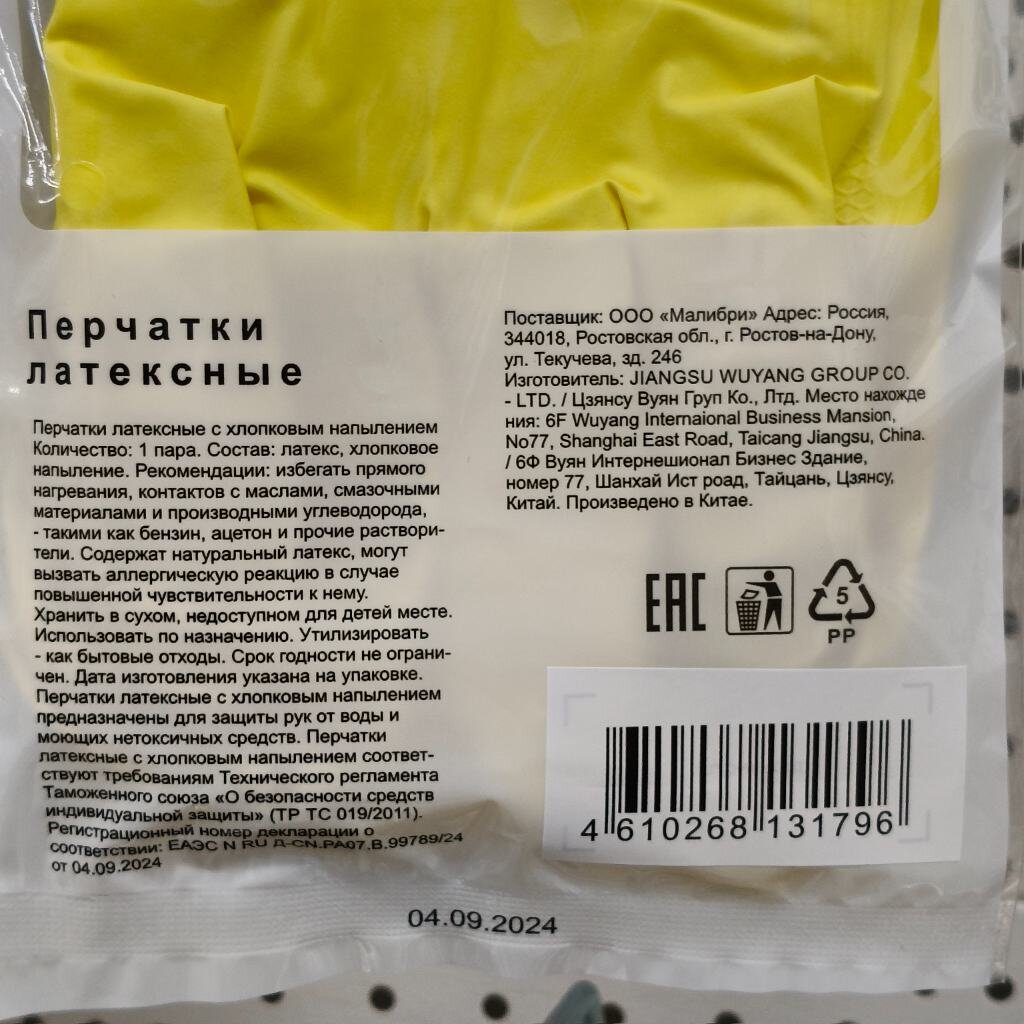 Перчатки
латексные
Перчатки латексные с хлопковым напылением
Количество: 1 пара. Состав: латекс, хлопковое
напыление. Рекомендации: избегать прямого
нагревания, контактов с маслами, смазочными
материалами и производными углеводорода,
- такими как бензин, ацетон и прочие раствори-
тели. Содержат натуральный латекс, могут
вызвать аллергическую реакцию в случае
повышенной чувствительности к нему.
Хранить в сухом, недоступном для детей месте.
Использовать по назначению. Утилизировать
- как бытовые отходы. Срок годности не ограни-
чен. Дата изготовления указана на упаковке.
Перчатки латексные с хлопковым напылением
предназначены для защиты рук от воды и
моющих нетоксичных средств. Перчатки
латексные с хлопковым напылением соответ-
ствуют требованиям Технического регламента
Таможенного союза «О безопасности средств
индивидуальной защиты» (ТР ТС 019/2011).
Регистрационный номер декларации о
соответствии: ЕАЭС N RU Д-CN.РА07.В.99789/24
от 04.09.2024
Поставщик: ООО «Малибри» Адрес: Россия,
344018, Ростовская обл., г. Ростов-на-Дону,
ул. Текучева, зд. 246
Изготовитель: JIANGSU WUYANG GROUP CO.
- LTD. / Цзянсу Вуян Груп Ко., Лтд. Место нахожде
ния: 6F Wuyang Internaional Business Mansion,
No77, Shanghai East Road, Taicang Jiangsu, China.
/ 6Ф Вуян Интернешионал Бизнес Здание,
номер 77, Шанхай Ист роад, Тайцань, Цзянсу,
Китай. Произведено в Китае.
EAC
5
PP
4 610268 131796
04.09.2024